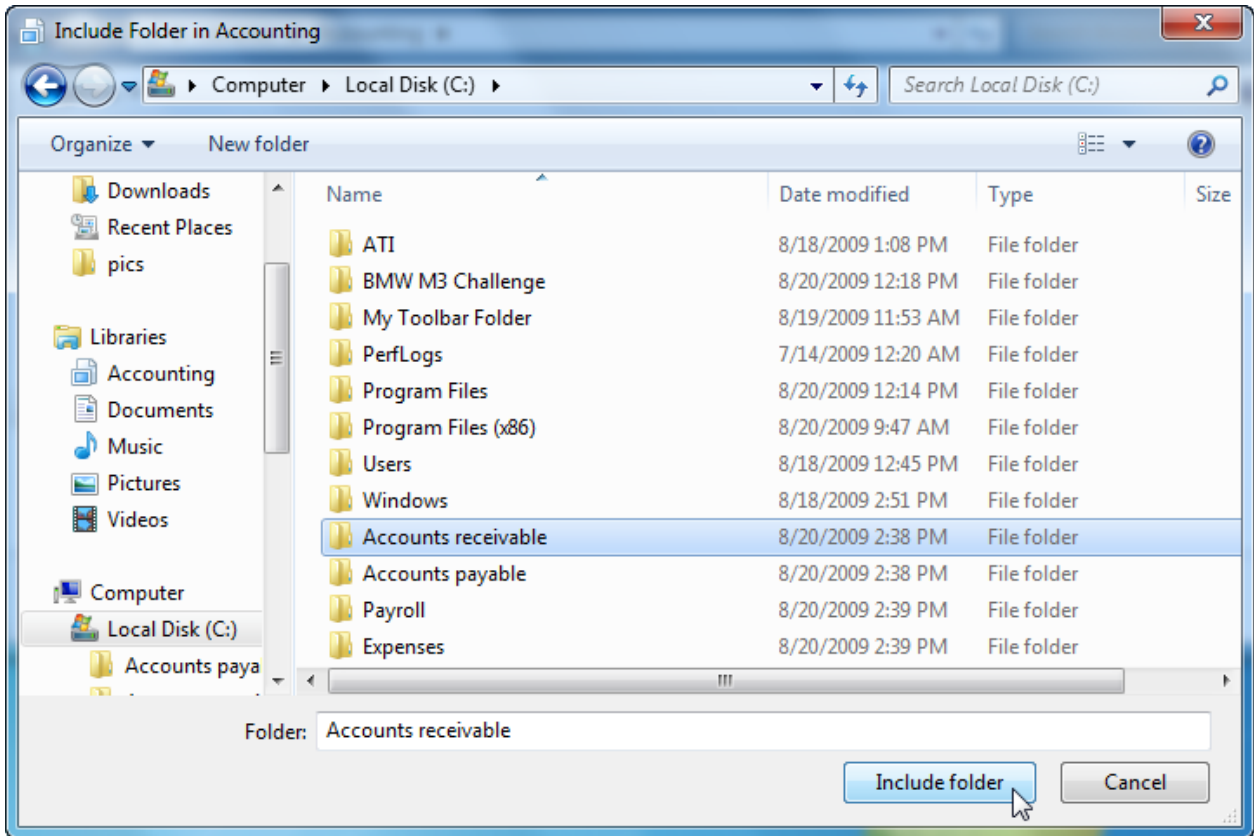 Include Folder in Accounting
Computer Local Disk (C:) Search Local Disk (C:)
Organize New folder
Downloads
Recent Places
pics
Libraries
Accounting
Documents
Music
Pictures
Videos
Computer
Local Disk (C:)
Accounts paya
Name Date modified Type Size
ATI 8/18/2009 1:08 PM File folder
BMW M3 Challenge 8/20/2009 12:18 PM File folder
My Toolbar Folder 8/19/2009 11:53 AM File folder
PerfLogs 7/14/2009 12:20 AM File folder
Program Files 8/20/2009 12:14 PM File folder
Program Files (x86) 8/20/2009 9:47 AM File folder
Users 8/18/2009 12:45 PM File folder
Windows 8/18/2009 2:51 PM File folder
Accounts receivable 8/20/2009 2:38 PM File folder
Accounts payable 8/20/2009 2:38 PM File folder
Payroll 8/20/2009 2:39 PM File folder
Expenses 8/20/2009 2:39 PM File folder
Folder: Accounts receivable
Include folder Cancel